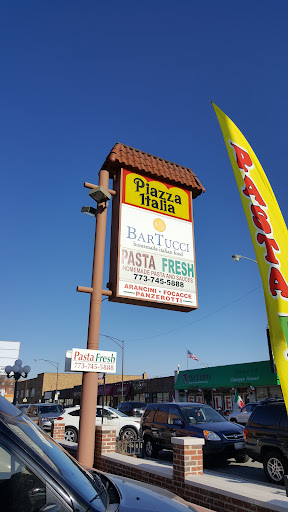 Piazza
Italia
BARTUCCI
homemade italian food
PASTA FRESH
HOMEMADE PASTA AND SAUCES
773-745-5888
ARANCINI • FOCACCE
PANZEROTTI
Pasta Fresh
773-745-5888
PASTA